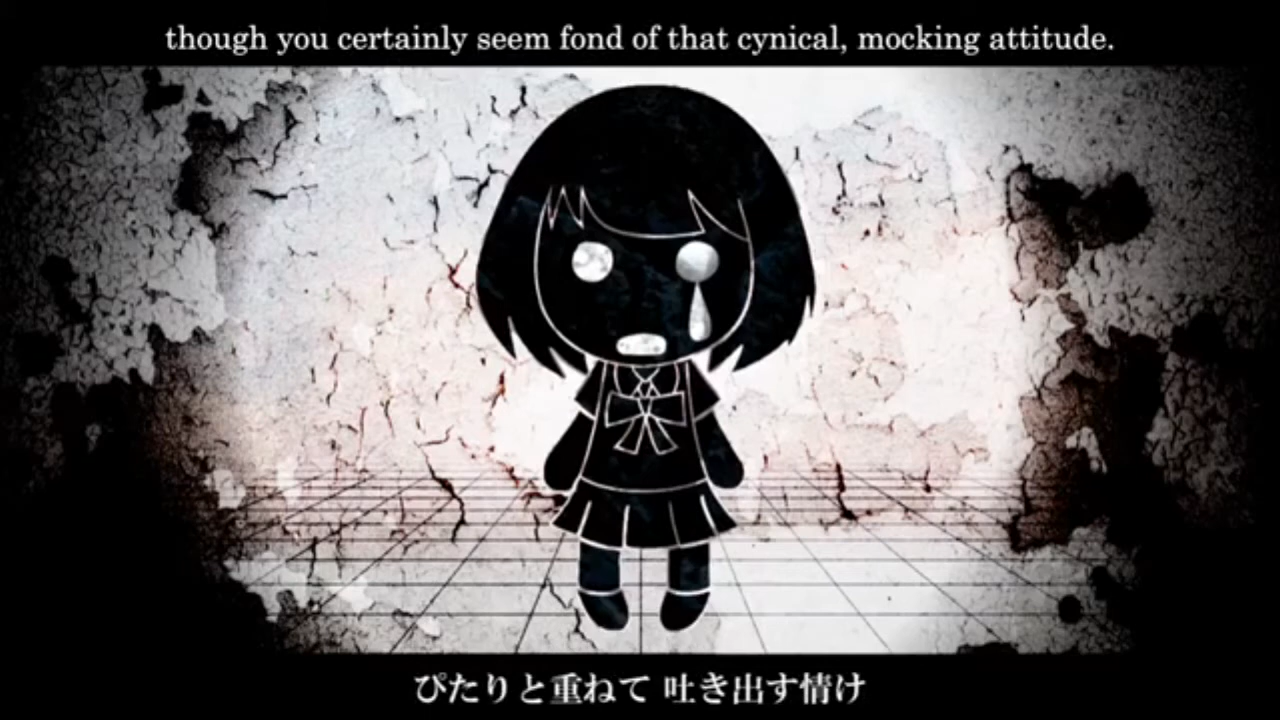 though you certainly seem fond of that cynical, mocking attitude.
ぴたりと重ねて 吐き出す情け